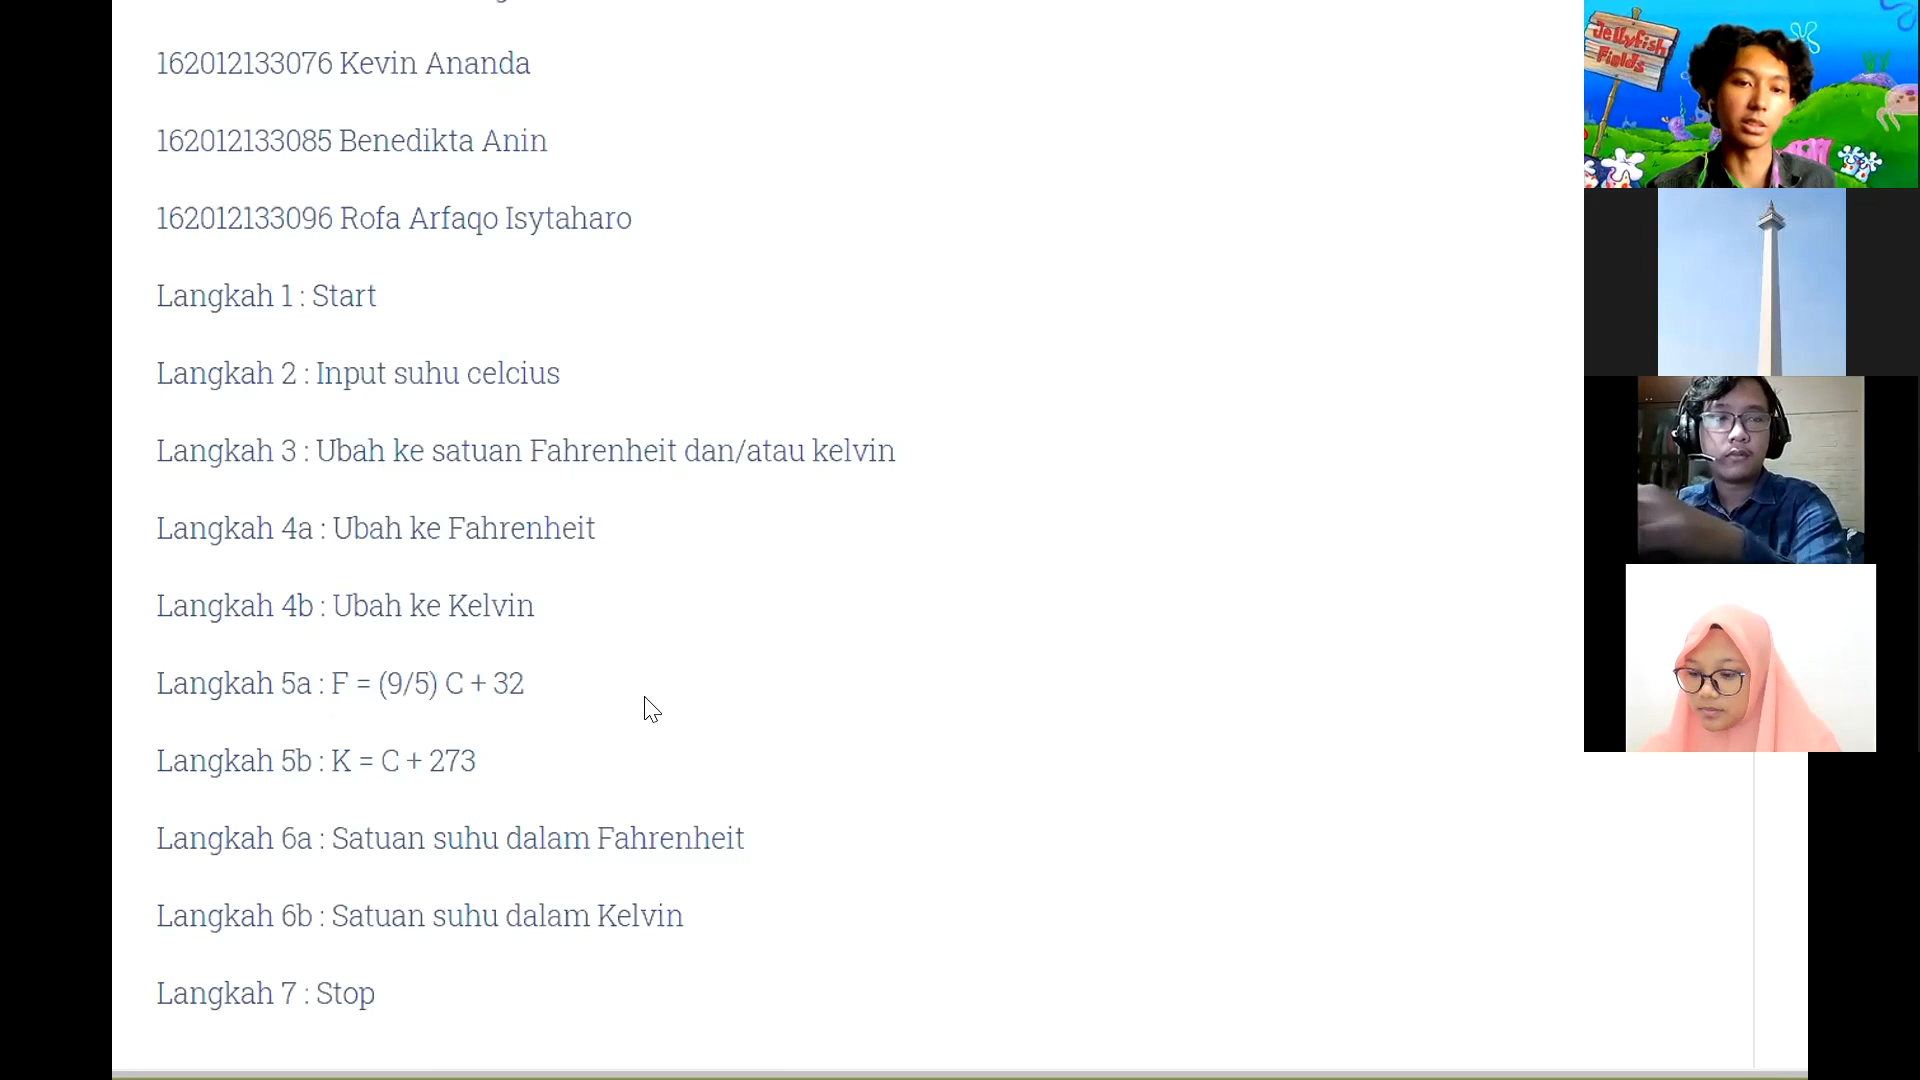 162012133076 Kevin Ananda
162012133085 Benedikta Anin
162012133096 Rofa Arfaqo Isytaharo
Langkah 1 : Start
Langkah 2 : Input suhu celcius
Langkah 3 : Ubah ke satuan Fahrenheit dan/atau kelvin
Langkah 4a : Ubah ke Fahrenheit
Langkah 4b : Ubah ke Kelvin
Langkah 5a : F = (9/5) C + 32
Langkah 5b : K = C + 273
Langkah 6a : Satuan suhu dalam Fahrenheit
Langkah 6b : Satuan suhu dalam Kelvin
Langkah 7 : Stop
Jellyfish
Fields